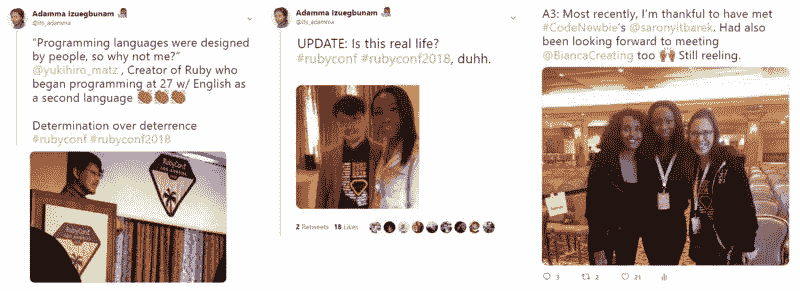 Adamma Izuegbunam
@its_adamma
"Programming languages were designed
by people, so why not me?"
@yukihiro_matz , Creator of Ruby who
began programming at 27 w/ English as
a second language 👏🏾👏🏾👏🏾
Determination over deterrence
#rubyconf #rubyconf2018
RubyConf
LOS ANGELES
RubyConf
Adamma Izuegbunam
@its_adamma
UPDATE: Is this real life?
#rubyconf #rubyconf2018, duhh.
2 Retweets 18 Likes
A3: Most recently, I'm thankful to have met
#CodeNewbie's @saronyitbarek. Had also
been looking forward to meeting
@BiancaCreating too 🙌🏾 Still reeling.
3 2 21